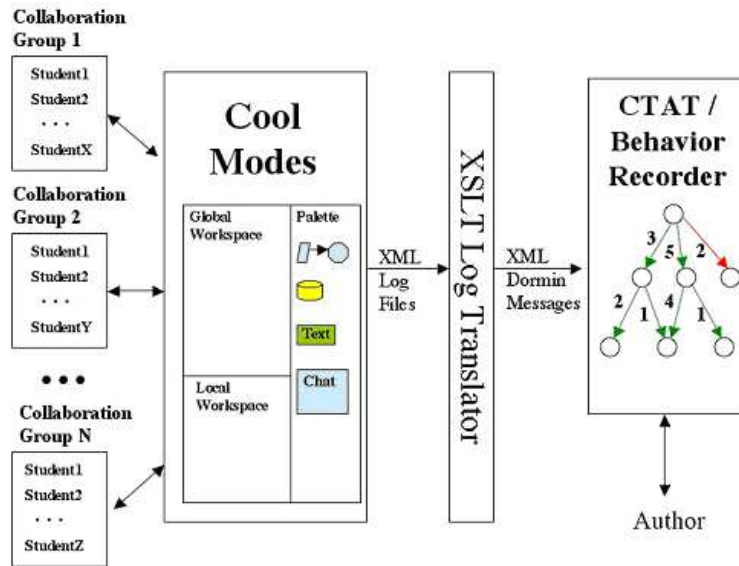 Collaboration
Group 1
Student1
Student2
. . .
StudentX
Collaboration
Group 2
Student1
Student2
. . .
StudentY
•••
Collaboration
Group N
Student1
Student2
. . .
StudentZ
Cool
Modes
Global
Workspace
Local
Workspace
Palette
Text
Chat
XML
Log
Files
XSLT Log Translator
XML
Dormin
Messages
CTAT /
Behavior
Recorder
3 5 2
2 1 4 1
Author